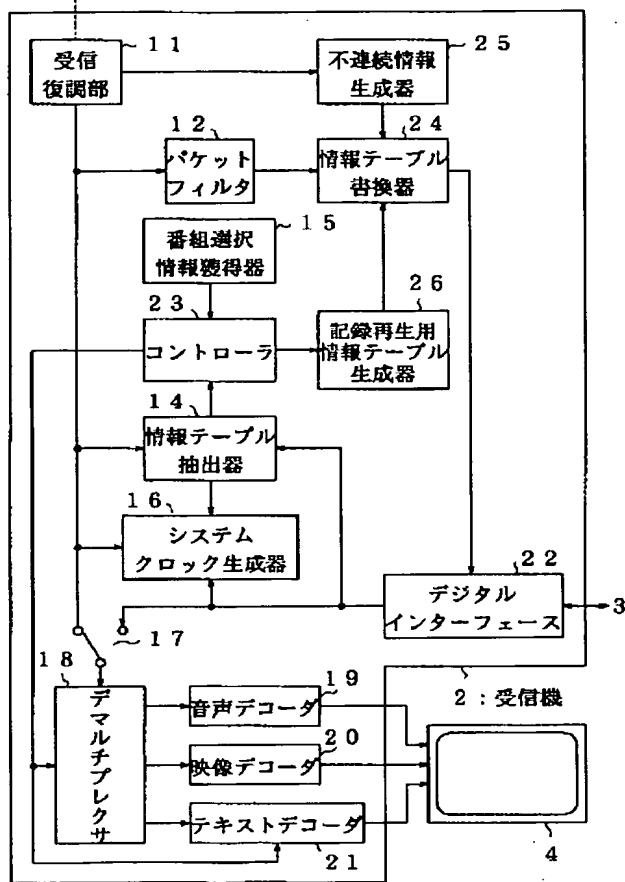 11
受信
復調部
25
不連続情報
生成器
12
パケット
フィルタ
24
情報テーブル
書換器
15
番組選択
情報獲得器
23
コントローラ
26
記録再生用
情報テーブル
生成器
14
情報テーブル
抽出器
16
システム
クロック生成器
22
デジタル
インターフェース
3
17
18
デマルチプレクサ
19
音声デコーダ
2：受信機
20
映像デコーダ
テキストデコーダ
21
4